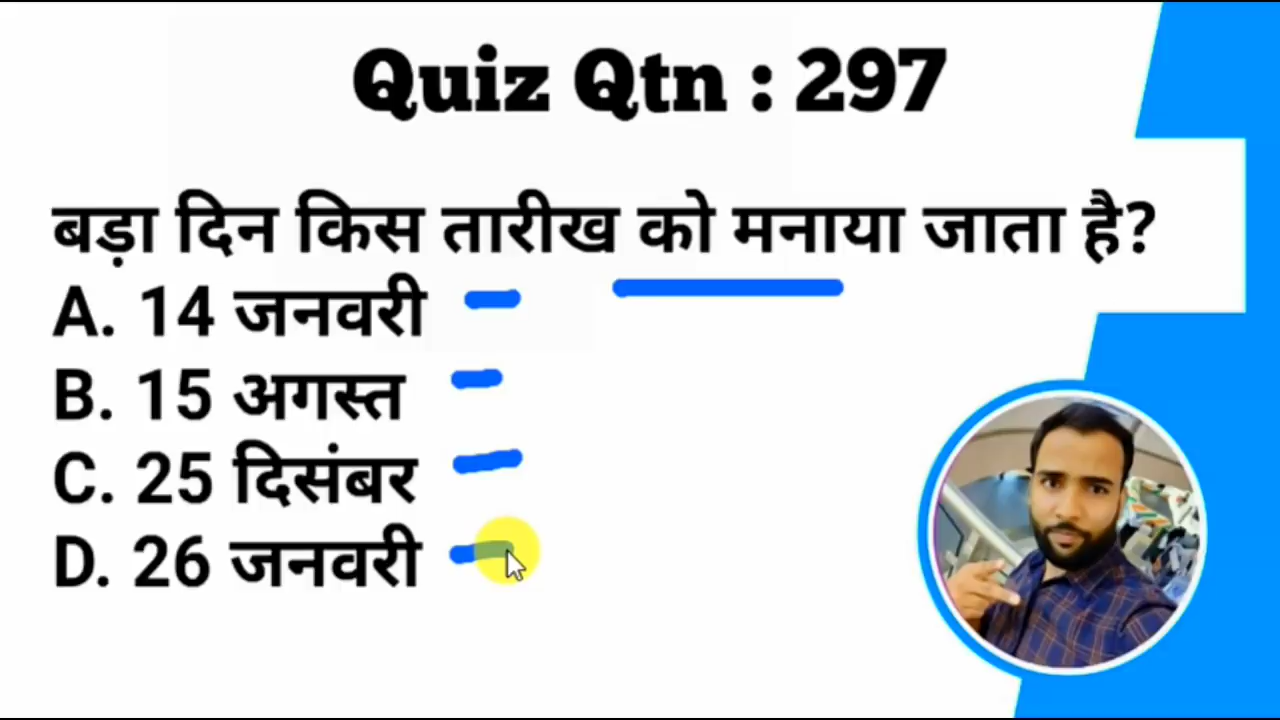 Quiz Qtn : 297
बड़ा दिन किस तारीख को मनाया जाता है?
A. 14 जनवरी
B. 15 अगस्त
C. 25 दिसंबर
D. 26 जनवरी